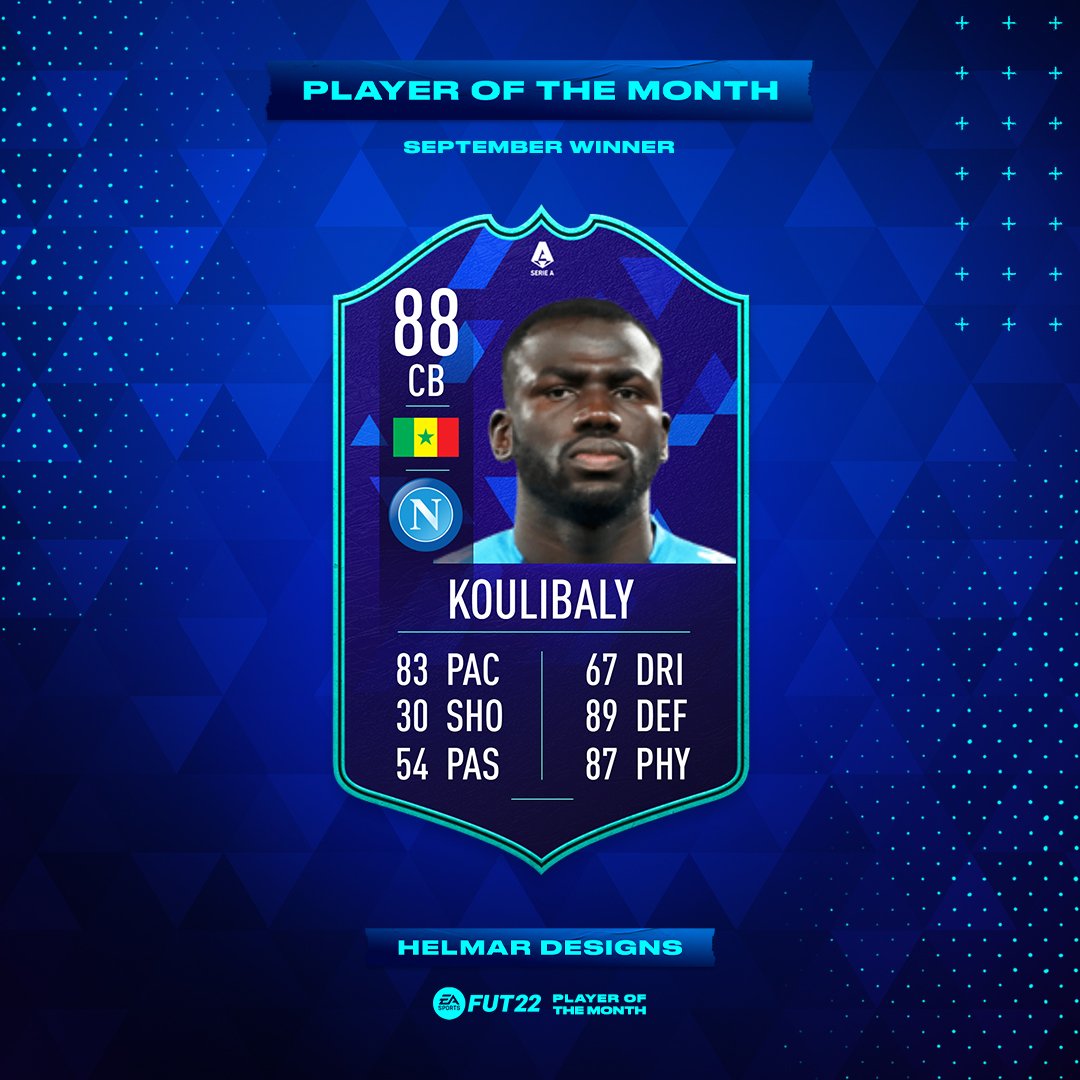 PLAYER OF THE MONTH
SEPTEMBER WINNER
SERIE A
88
CB
N
KOULIBALY
83 PAC 67 DRI
30 SHO 89 DEF
54 PAS 87 PHY
HELMAR DESIGNS
EA SPORTS FUT22 PLAYER OF THE MONTH